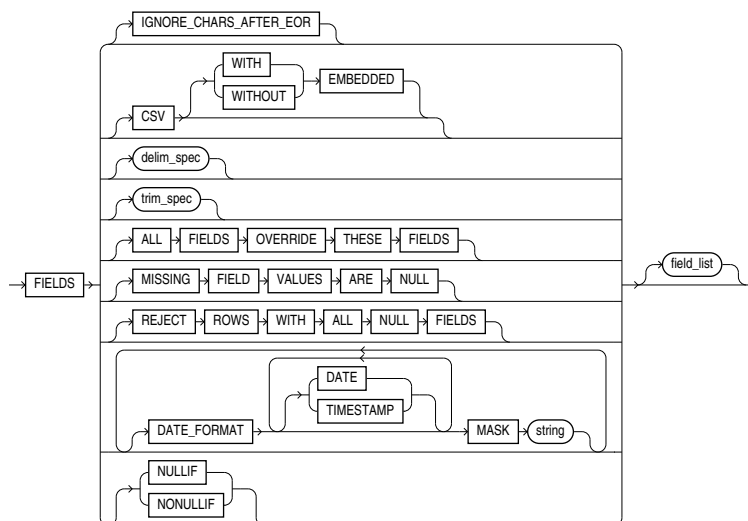 IGNORE_CHARS_AFTER_EOR
WITH
WITHOUT
EMBEDDED
CSV
delim_spec
trim_spec
ALL FIELDS OVERRIDE THESE FIELDS
FIELDS
MISSING FIELD VALUES ARE NULL
field_list
REJECT ROWS WITH ALL NULL FIELDS
DATE
TIMESTAMP
DATE_FORMAT
MASK string
NULLIF
NONULLIF